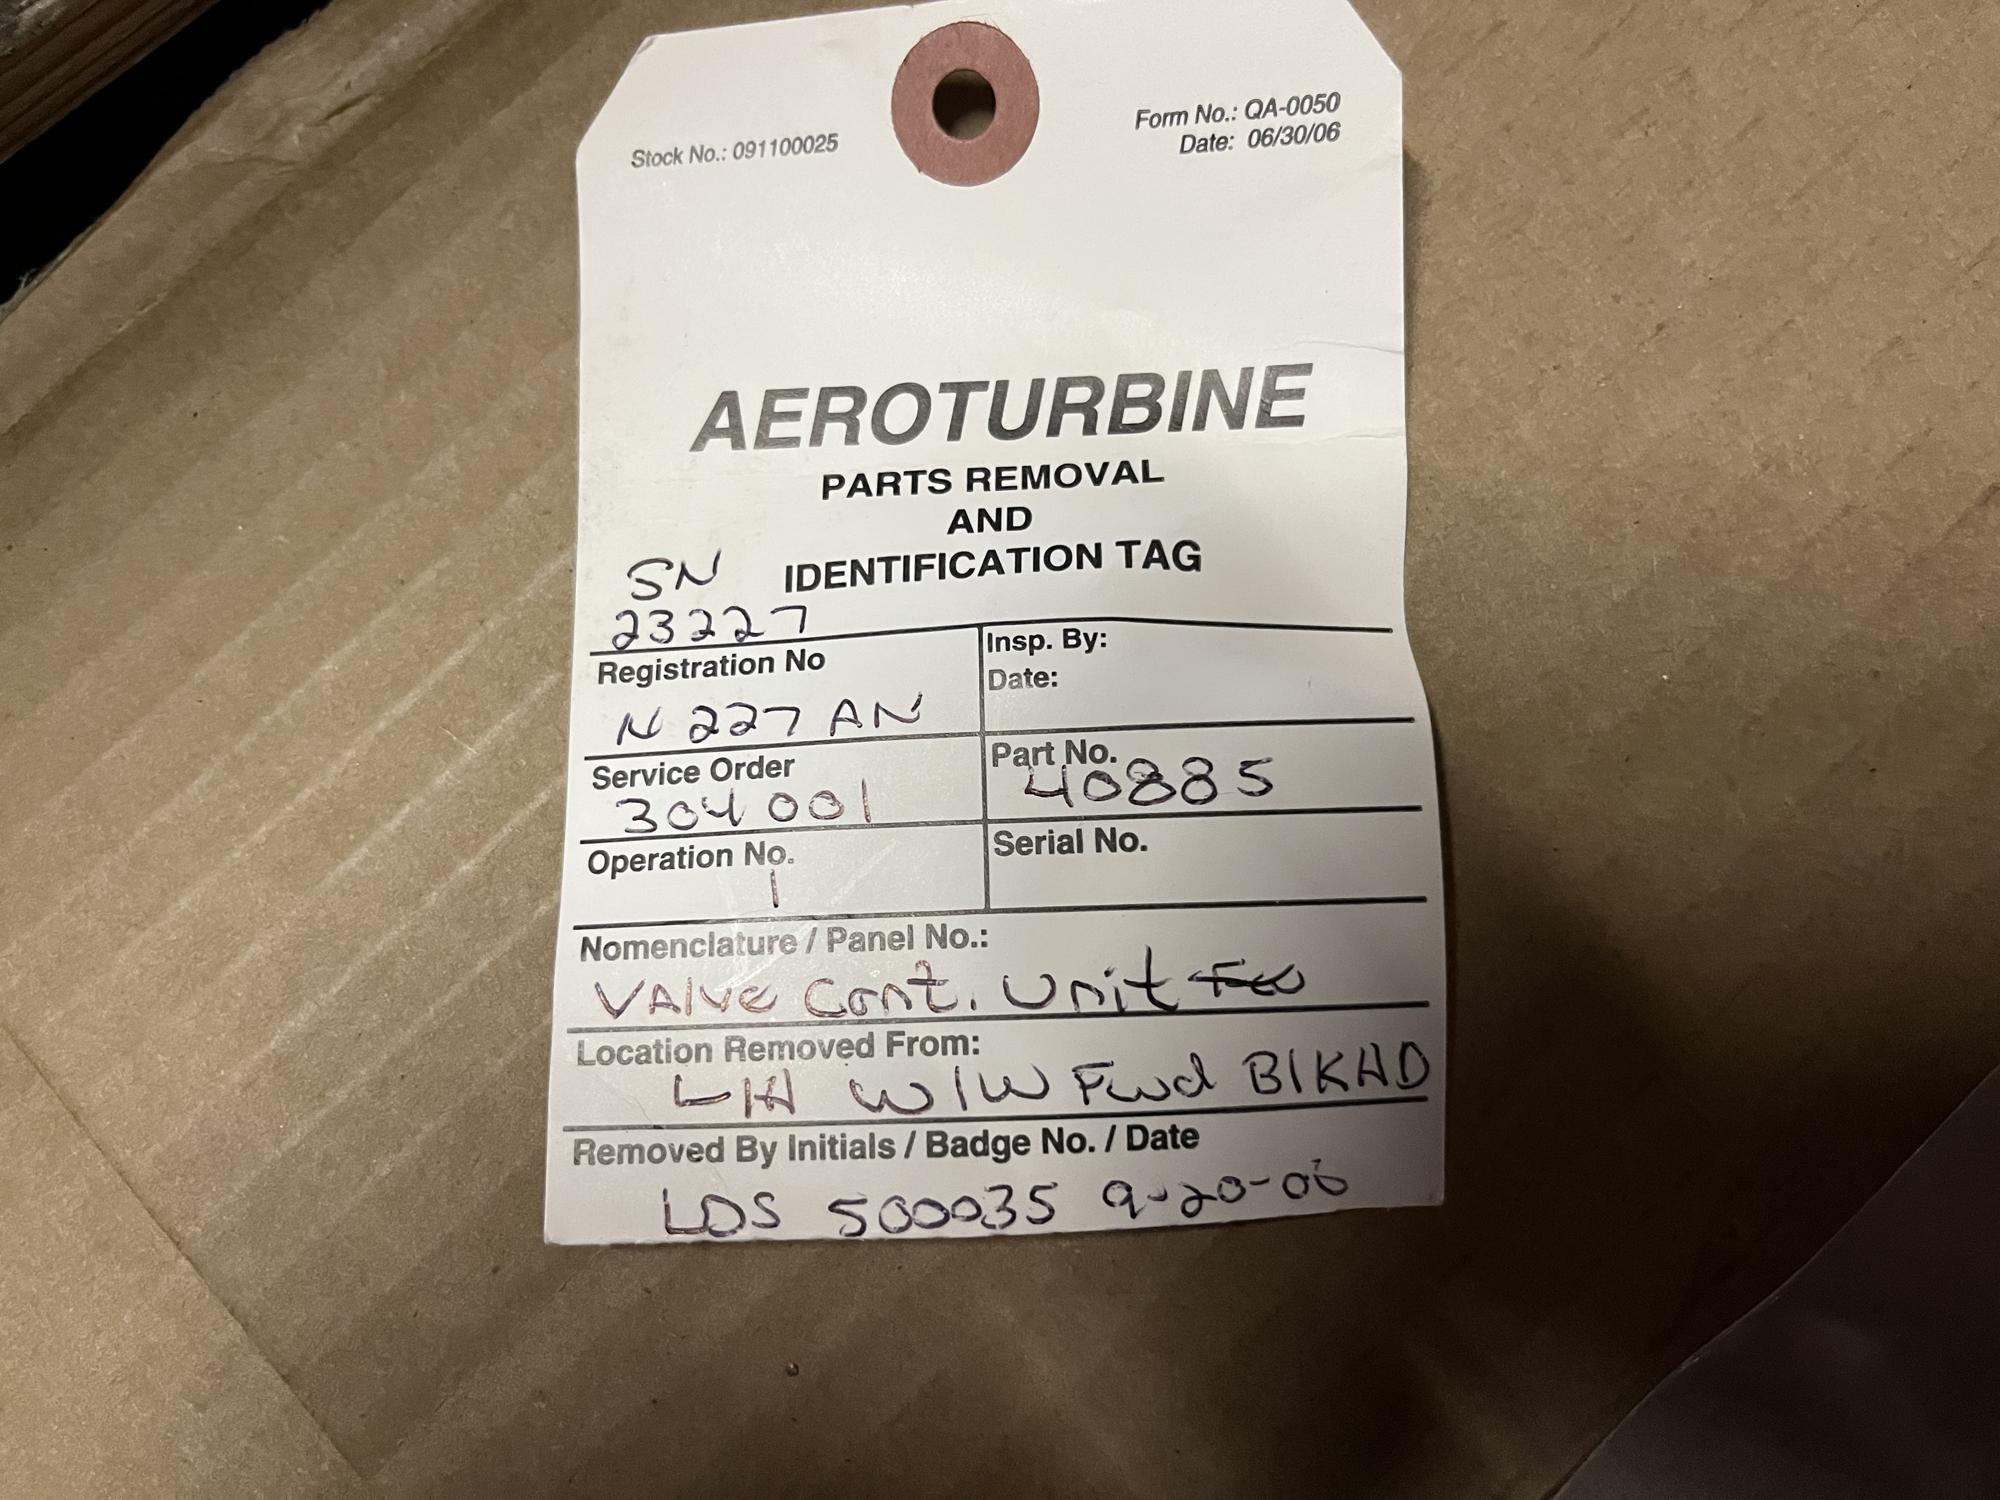 Stock No.: 091100025
Form No.: QA-0050
Date: 06/30/06
AEROTURBINE
PARTS REMOVAL
AND
IDENTIFICATION TAG
SN
23227
Registration No
N 227 AN
Insp. By:
Date:
Service Order
304001
Part No.
40885
Operation No.
1
Serial No.
Nomenclature / Panel No.:
VAlve Cont. Unit
Location Removed From:
LH W/W Fwd BlKHD
Removed By Initials / Badge No. / Date
LDS 500035 9-20-06